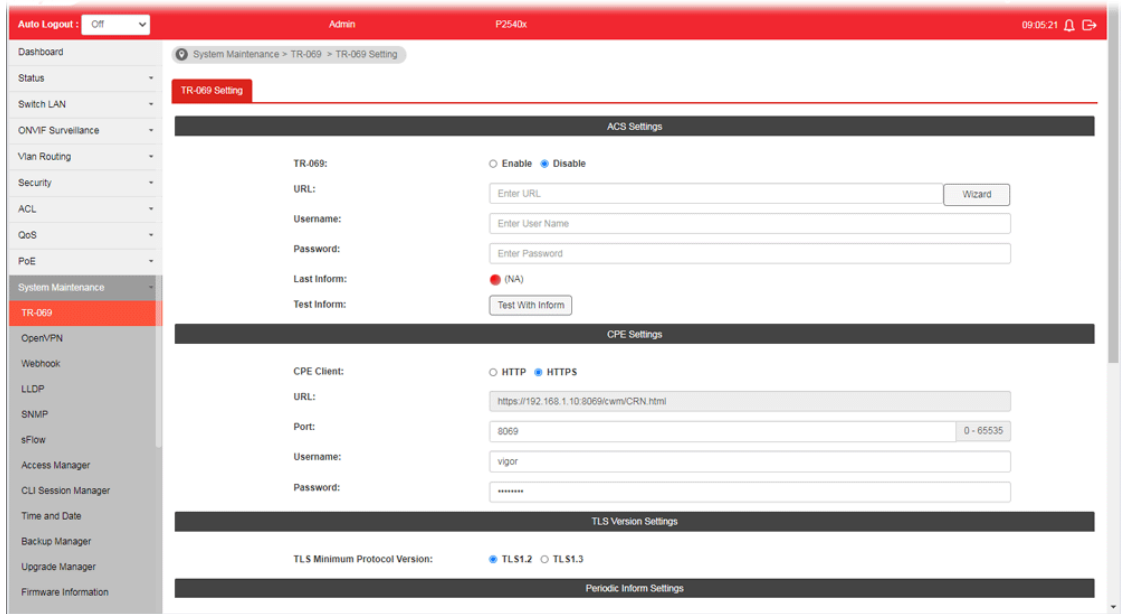 Auto Logout : Off Admin P2540x 09:05:21
Dashboard
Status
Switch LAN
ONVIF Surveillance
Vlan Routing
Security
ACL
QoS
PoE
System Maintenance
TR-069
OpenVPN
Webhook
LLDP
SNMP
sFlow
Access Manager
CLI Session Manager
Time and Date
Backup Manager
Upgrade Manager
Firmware Information
System Maintenance > TR-069 > TR-069 Setting
TR-069 Setting
ACS Settings
TR-069: Enable Disable
URL: Enter URL Wizard
Username: Enter User Name
Password: Enter Password
Last Inform: (NA)
Test Inform: Test With Inform
CPE Settings
CPE Client: HTTP HTTPS
URL: https://192.168.1.10:8069/cwm/CRN.html
Port: 8069 0 - 65535
Username: vigor
Password: ••••••••
TLS Version Settings
TLS Minimum Protocol Version: TLS1.2 TLS1.3
Periodic Inform Settings